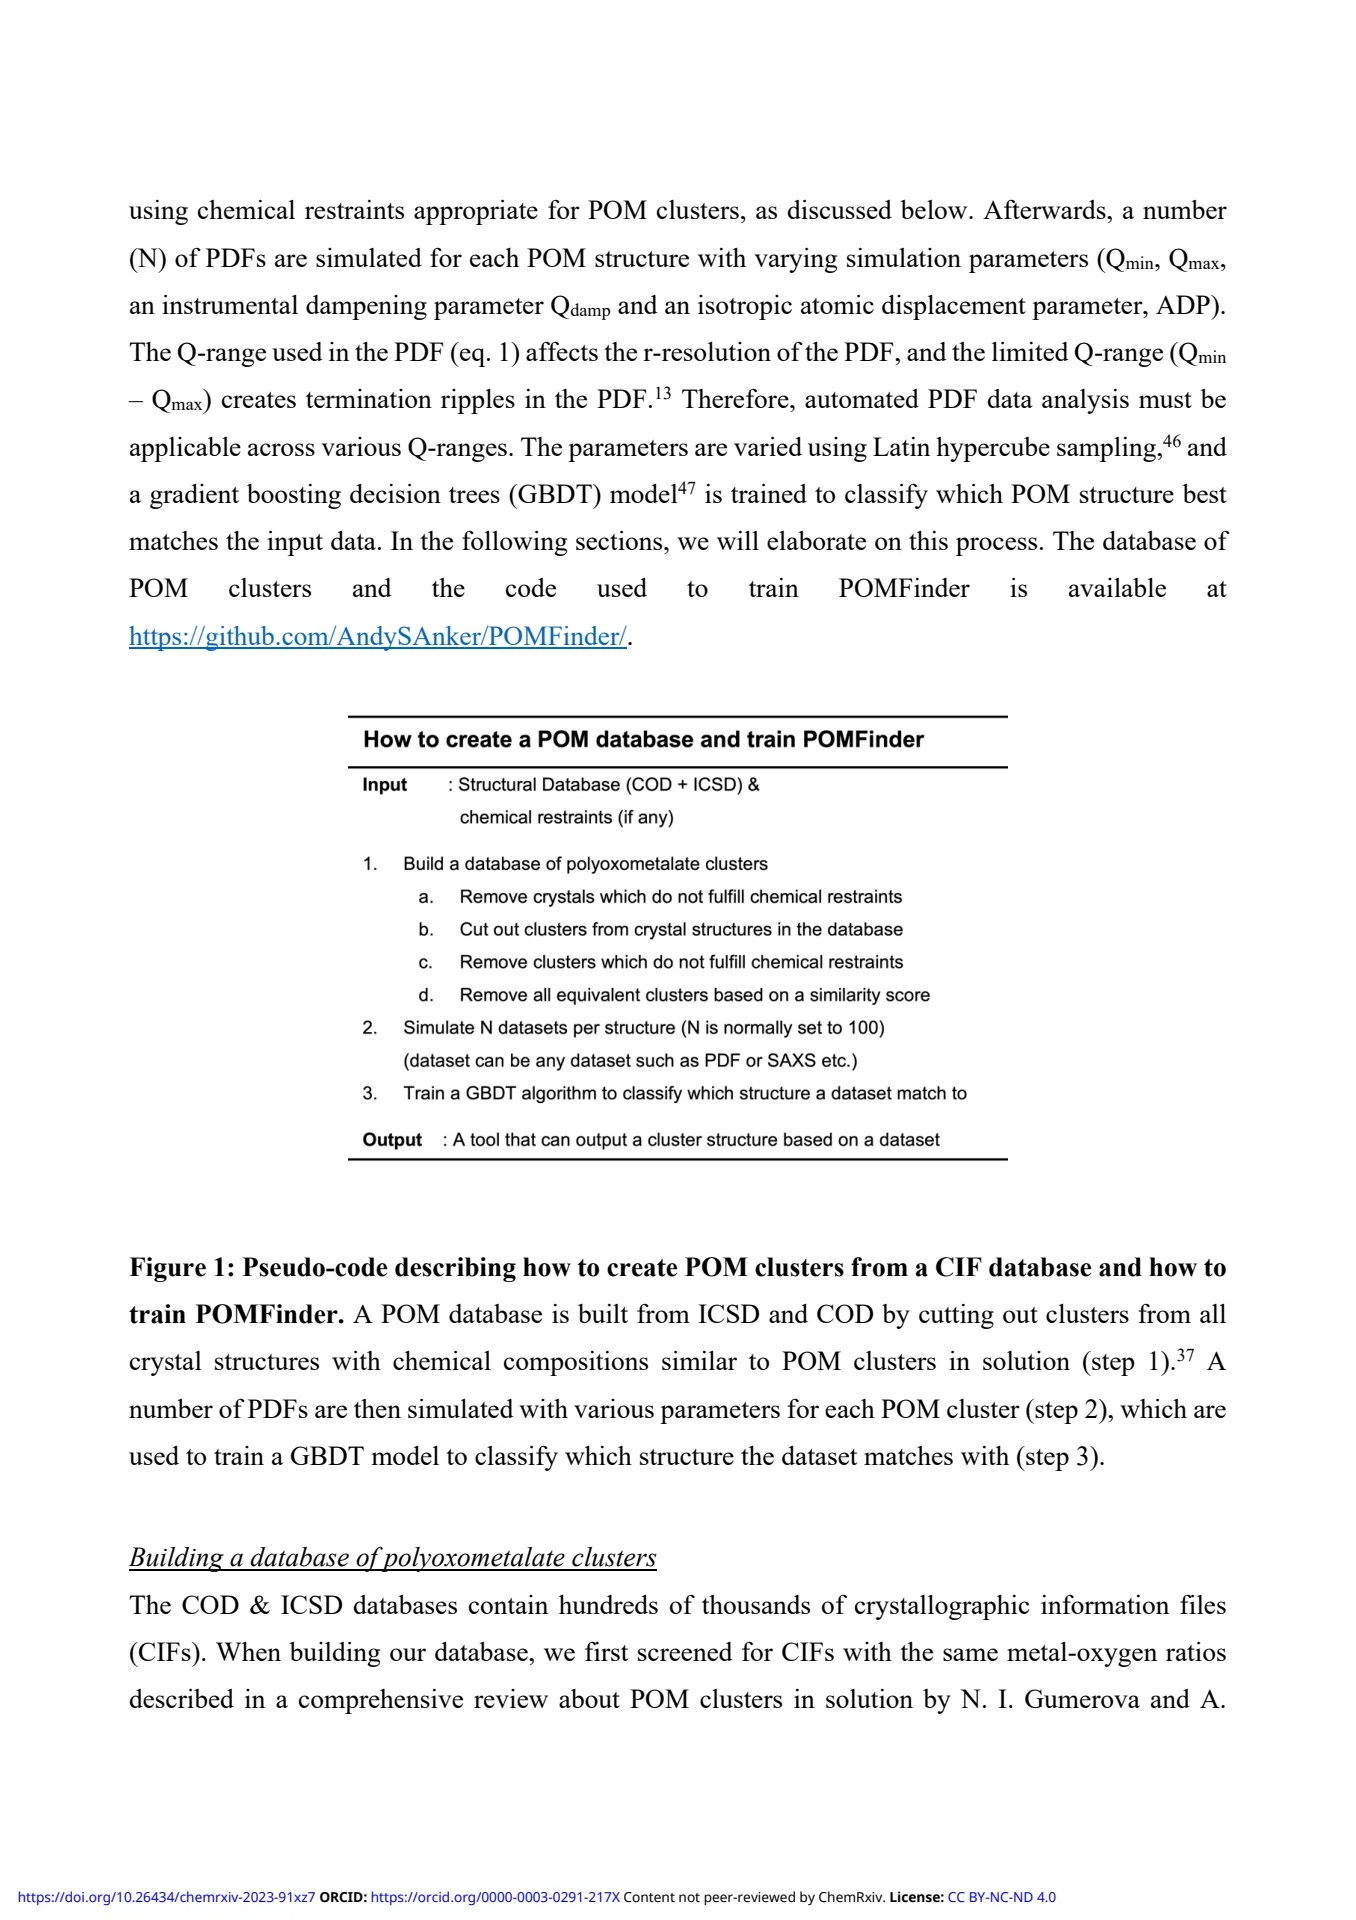 using chemical restraints appropriate for POM clusters, as discussed below. Afterwards, a number
(N) of PDFs are simulated for each POM structure with varying simulation parameters (Qmin, Qmax,
an instrumental dampening parameter Qdamp and an isotropic atomic displacement parameter, ADP).
The Q-range used in the PDF (eq. 1) affects the r-resolution of the PDF, and the limited Q-range (Qmin
– Qmax) creates termination ripples in the PDF.13 Therefore, automated PDF data analysis must be
applicable across various Q-ranges. The parameters are varied using Latin hypercube sampling,46 and
a gradient boosting decision trees (GBDT) model47 is trained to classify which POM structure best
matches the input data. In the following sections, we will elaborate on this process. The database of
POM clusters and the code used to train POMFinder is available at
https://github.com/AndySAnker/POMFinder/.
How to create a POM database and train POMFinder
Input : Structural Database (COD + ICSD) &
chemical restraints (if any)
1. Build a database of polyoxometalate clusters
a. Remove crystals which do not fulfill chemical restraints
b. Cut out clusters from crystal structures in the database
c. Remove clusters which do not fulfill chemical restraints
d. Remove all equivalent clusters based on a similarity score
2. Simulate N datasets per structure (N is normally set to 100)
(dataset can be any dataset such as PDF or SAXS etc.)
3. Train a GBDT algorithm to classify which structure a dataset match to
Output : A tool that can output a cluster structure based on a dataset
Figure 1: Pseudo-code describing how to create POM clusters from a CIF database and how to
train POMFinder. A POM database is built from ICSD and COD by cutting out clusters from all
crystal structures with chemical compositions similar to POM clusters in solution (step 1).37 A
number of PDFs are then simulated with various parameters for each POM cluster (step 2), which are
used to train a GBDT model to classify which structure the dataset matches with (step 3).
Building a database of polyoxometalate clusters
The COD & ICSD databases contain hundreds of thousands of crystallographic information files
(CIFs). When building our database, we first screened for CIFs with the same metal-oxygen ratios
described in a comprehensive review about POM clusters in solution by N. I. Gumerova and A.
https://doi.org/10.26434/chemrxiv-2023-91xz7 ORCID: https://orcid.org/0000-0003-0291-217X Content not peer-reviewed by ChemRxiv. License: CC BY-NC-ND 4.0